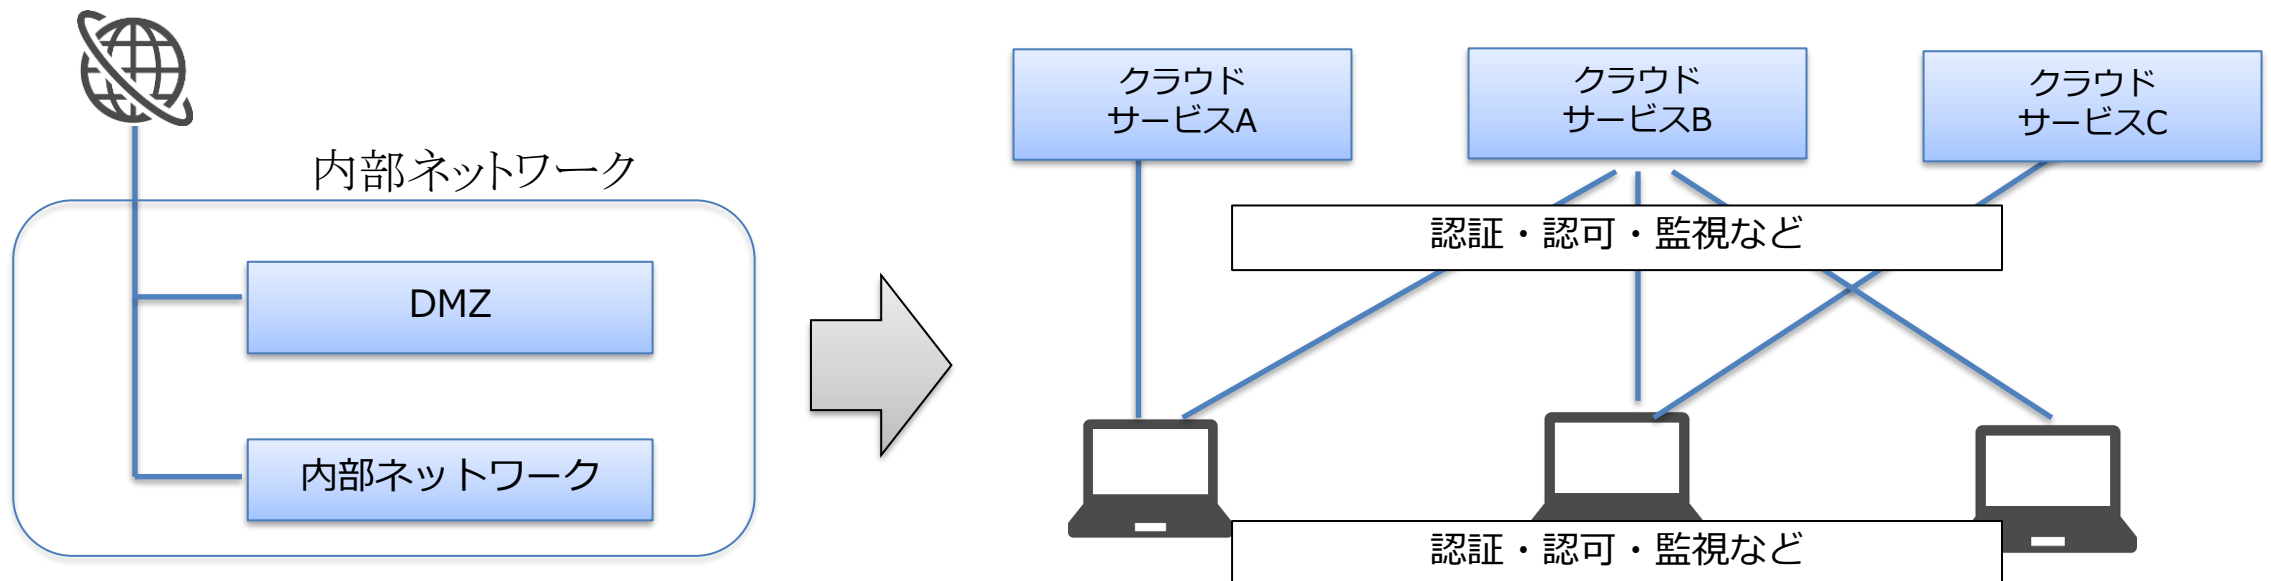 内部ネットワーク
DMZ
内部ネットワーク
クラウド
サービスA
クラウド
サービスB
クラウド
サービスC
認証・認可・監視など
認証・認可・監視など